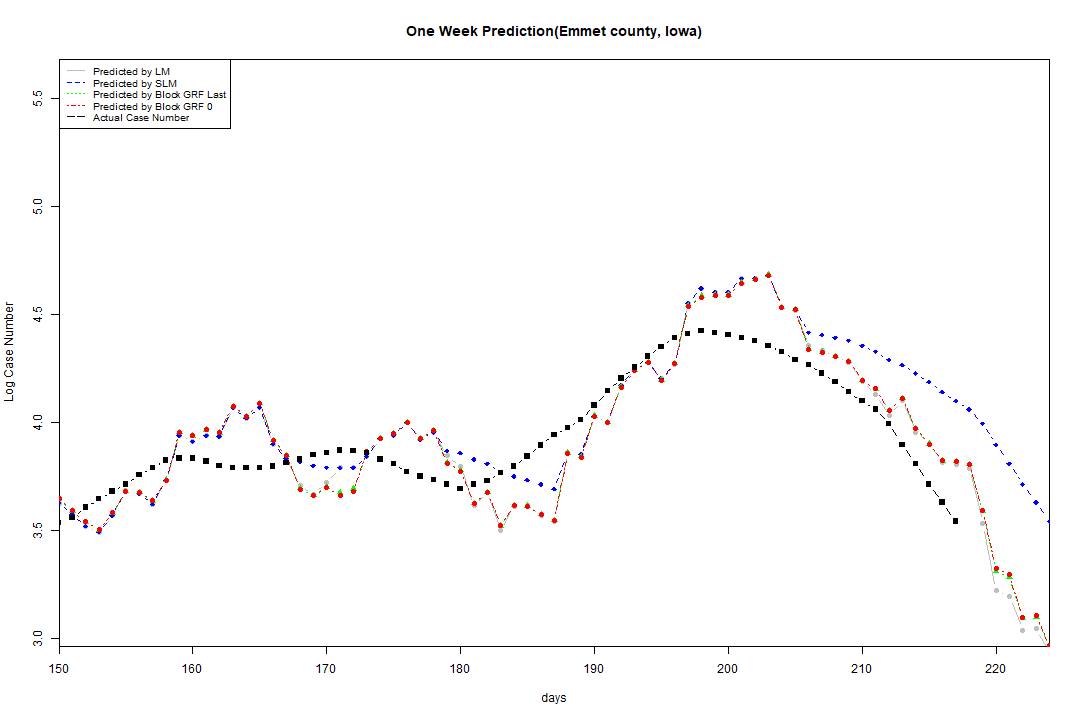 One Week Prediction(Emmet county, Iowa)
Predicted by LM
Predicted by SLM
Predicted by Block GRF Last
Predicted by Block GRF 0
Actual Case Number
5.5
5.0
4.5
4.0
3.5
3.0
Log Case Number
150 160 170 180 190 200 210 220
days